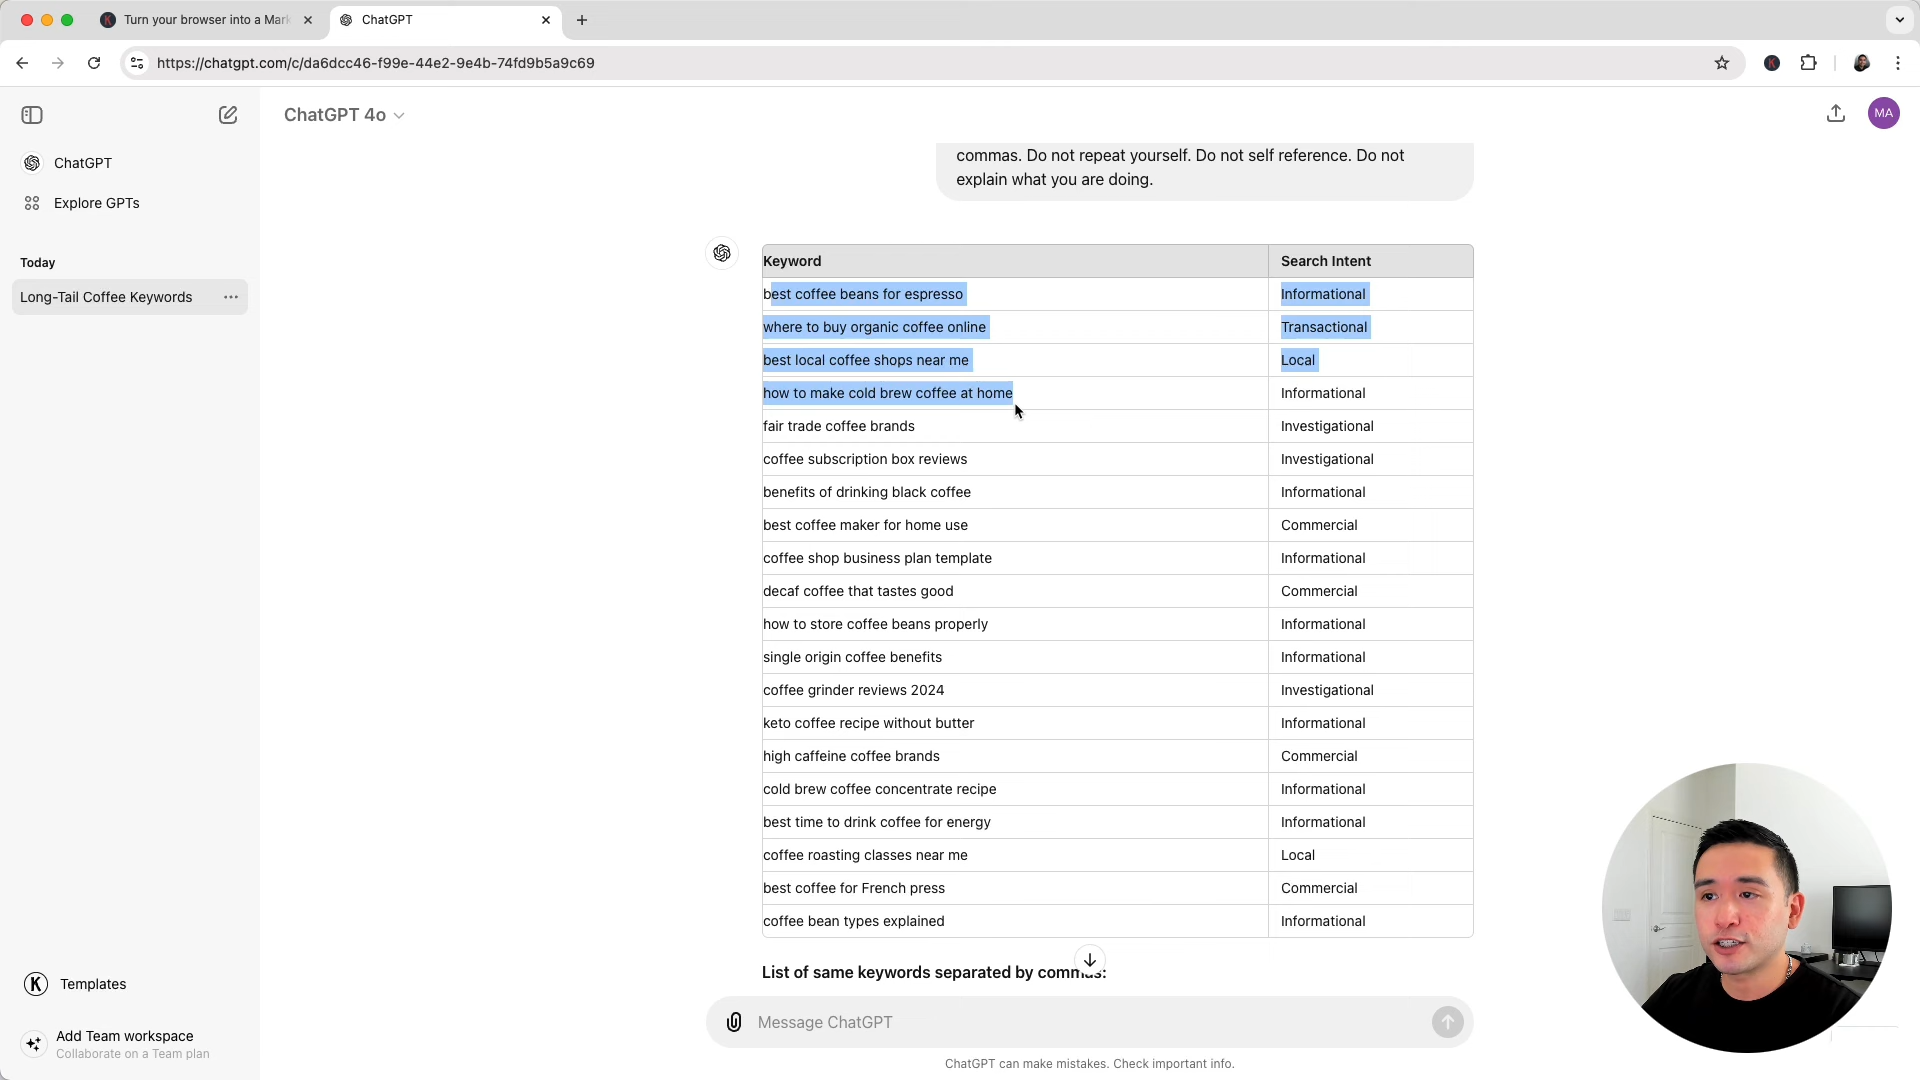 Turn your browser into a Mark
ChatGPT
https://chatgpt.com/c/da6dcc46-f99e-44e2-9e4b-74fd9b5a9c69
K
ChatGPT 4o
MA
ChatGPT
Explore GPTs
Today
Long-Tail Coffee Keywords
commas. Do not repeat yourself. Do not self reference. Do not
explain what you are doing.
Keyword Search Intent
best coffee beans for espresso Informational
where to buy organic coffee online Transactional
best local coffee shops near me Local
how to make cold brew coffee at home Informational
fair trade coffee brands Investigational
coffee subscription box reviews Investigational
benefits of drinking black coffee Informational
best coffee maker for home use Commercial
coffee shop business plan template Informational
decaf coffee that tastes good Commercial
how to store coffee beans properly Informational
single origin coffee benefits Informational
coffee grinder reviews 2024 Investigational
keto coffee recipe without butter Informational
high caffeine coffee brands Commercial
cold brew coffee concentrate recipe Informational
best time to drink coffee for energy Informational
coffee roasting classes near me Local
best coffee for French press Commercial
coffee bean types explained Informational
List of same keywords separated by commas:
K Templates
Add Team workspace
Collaborate on a Team plan
Message ChatGPT
ChatGPT can make mistakes. Check important info.